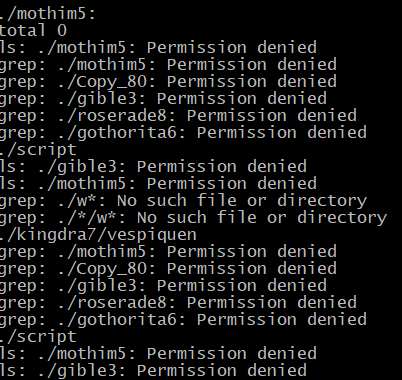 ./mothim5:
total 0
ls: ./mothim5: Permission denied
grep: ./mothim5: Permission denied
grep: ./Copy_80: Permission denied
grep: ./gible3: Permission denied
grep: ./roserade8: Permission denied
grep: ./gothorita6: Permission denied
./script
ls: ./gible3: Permission denied
ls: ./mothim5: Permission denied
grep: ./w*: No such file or directory
grep: ./*/w*: No such file or directory
./kingdra7/vespiquen
grep: ./mothim5: Permission denied
grep: ./Copy_80: Permission denied
grep: ./gible3: Permission denied
grep: ./roserade8: Permission denied
grep: ./gothorita6: Permission denied
./script
ls: ./mothim5: Permission denied
ls: ./gible3: Permission denied